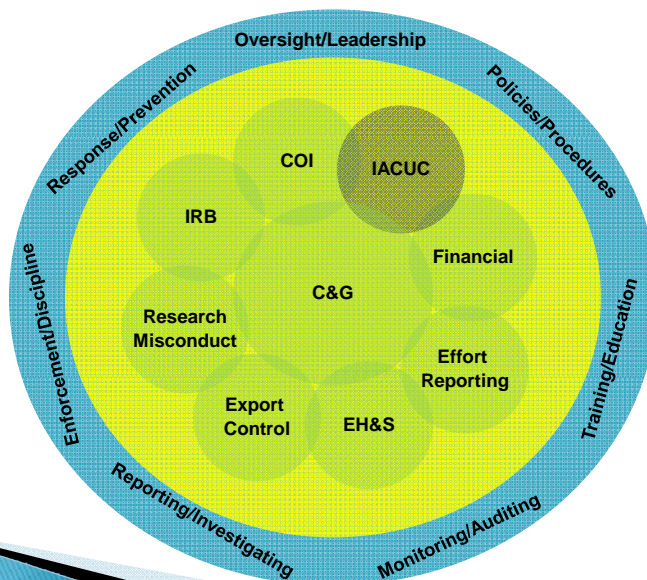 Oversight/Leadership
Policies/Procedures
Training/Education
Monitoring/Auditing
Reporting/Investigating
Enforcement/Discipline
Response/Prevention
COI
IACUC
IRB
Financial
C&G
Research
Misconduct
Effort
Reporting
Export
Control
EH&S